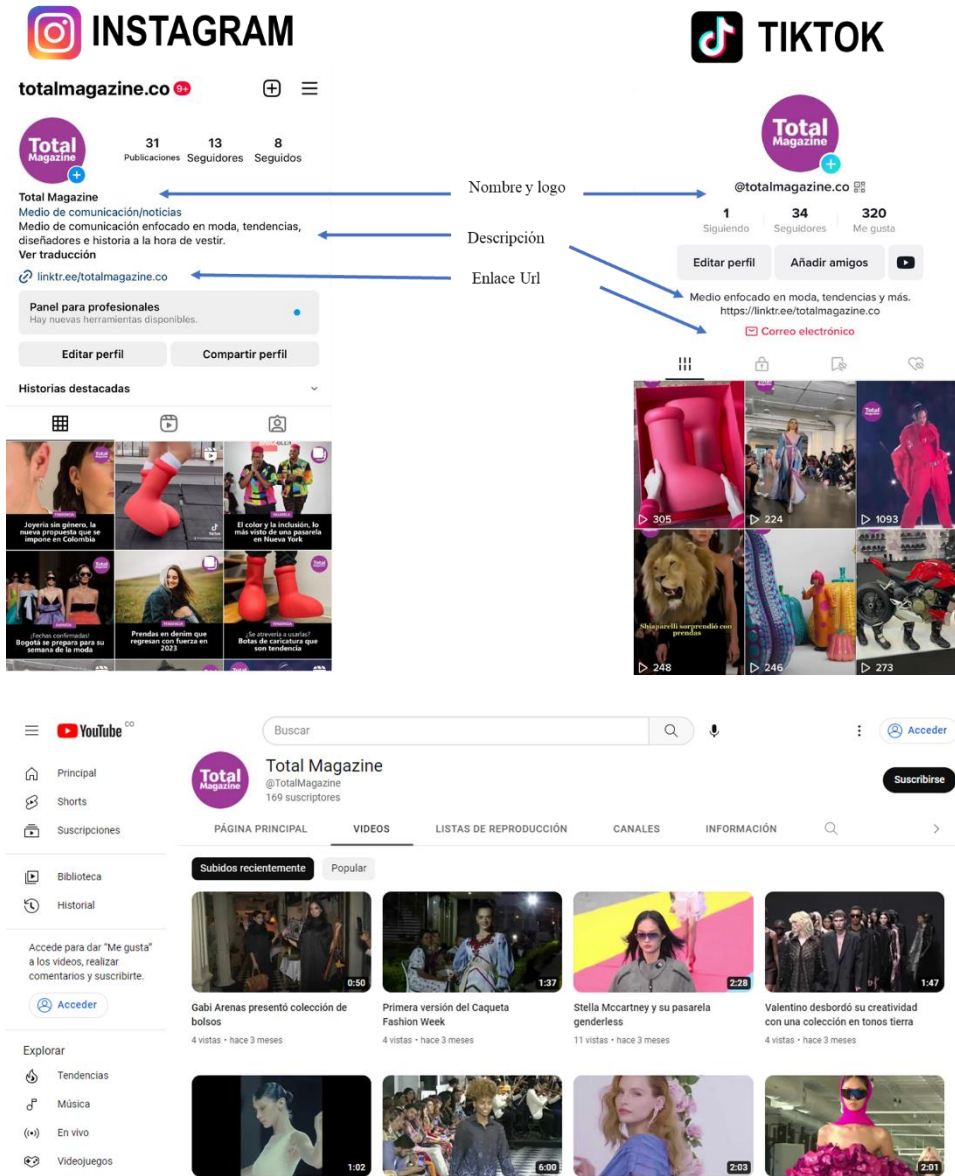 INSTAGRAM
TIKTOK
totalmagazine.co 9+
Total
Magazine
31 13 8
Publicaciones Seguidores Seguidos
Total Magazine
Medio de comunicación/noticias
Medio de comunicación enfocado en moda, tendencias,
diseñadores e historia a la hora de vestir.
Ver traducción
linktr.ee/totalmagazine.co
Panel para profesionales
Hay nuevas herramientas disponibles.
Editar perfil Compartir perfil
Historias destacadas
Joyería sin género, la
nueva propuesta que se
impone en Colombia
TikTok
El color y la inclusión, lo
más visto de una pasarela
en Nueva York
¡Fechas confirmadas!
Bogotá se prepara para su
semana de la moda
Prendas en denim que
regresan con fuerza en
2023
¿Se atrevería a usarlas?
Botas de caricatura que
son tendencia
Nombre y logo
Descripción
Enlace Url
Total
Magazine
@totalmagazine.co
1 34 320
Siguiendo Seguidores Me gusta
Editar perfil Añadir amigos
Medio enfocado en moda, tendencias y más.
https://linktr.ee/totalmagazine.co
Correo electrónico
305
224
Total
1093
Shiaparelli sorprendió con
prendas
248
246
273
YouTube CO
Buscar
Acceder
Principal
Shorts
Suscripciones
Biblioteca
Historial
Accede para dar "Me gusta"
a los videos, realizar
comentarios y suscribirte.
Acceder
Explorar
Tendencias
Música
En vivo
Videojuegos
Total
Magazine
Total Magazine
@TotalMagazine
169 suscriptores
Suscribirse
PÁGINA PRINCIPAL VIDEOS LISTAS DE REPRODUCCIÓN CANALES INFORMACIÓN
Subidos recientemente Popular
0:50
1:37
2:28
1:47
Gabi Arenas presentó colección de
bolsos
4 vistas • hace 3 meses
Primera versión del Caqueta
Fashion Week
4 vistas • hace 3 meses
Stella Mccartney y su pasarela
genderless
11 vistas • hace 3 meses
Valentino desbordó su creatividad
con una colección en tonos tierra
4 vistas • hace 3 meses
1:02
6:00
2:03
2:01